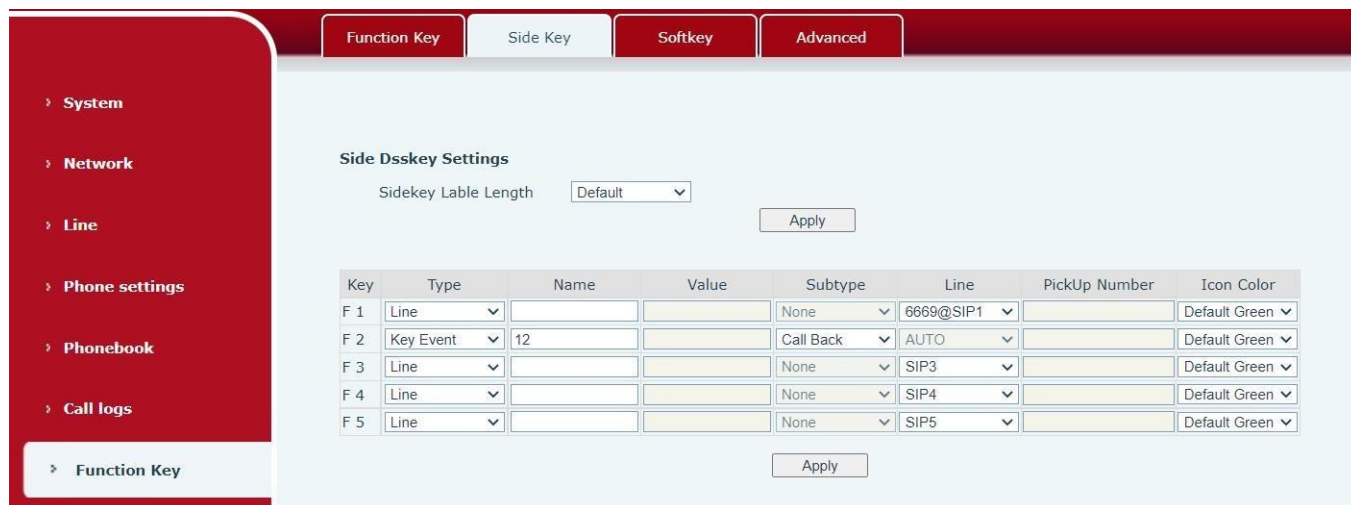 Function Key Side Key Softkey Advanced
System
Network
Line
Phone settings
Phonebook
Call logs
Function Key
Side Dsskey Settings
Sidekey Lable Length Default
Apply
Key Type Name Value Subtype Line PickUp Number Icon Color
F 1 Line None 6669@SIP1 Default Green
F 2 Key Event 12 Call Back AUTO Default Green
F 3 Line None SIP3 Default Green
F 4 Line None SIP4 Default Green
F 5 Line None SIP5 Default Green
Apply